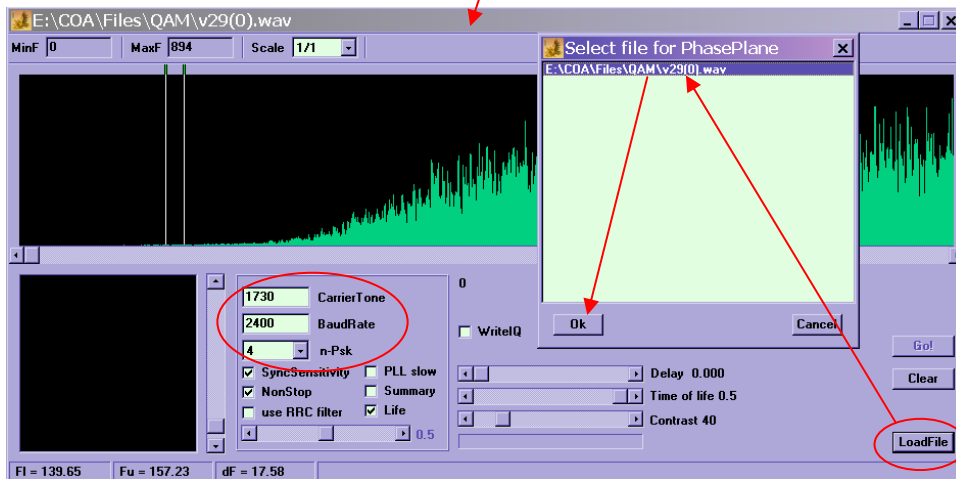 E:\COA\Files\QAM\v29(0).wav
MinF 0 MaxF 894 Scale 1/1
Select file for PhasePlane
E:\COA\Files\QAM\v29(0).wav
Ok Cancel
1730 CarrierTone
2400 BaudRate
4 n-Psk
SyncSensitivity PLL slow
NonStop Summary
use RRC filter Life
0.5
0
WriteIQ
Delay 0.000
Time of life 0.5
Contrast 40
Go!
Clear
LoadFile
Fl = 139.65 Fu = 157.23 dF = 17.58